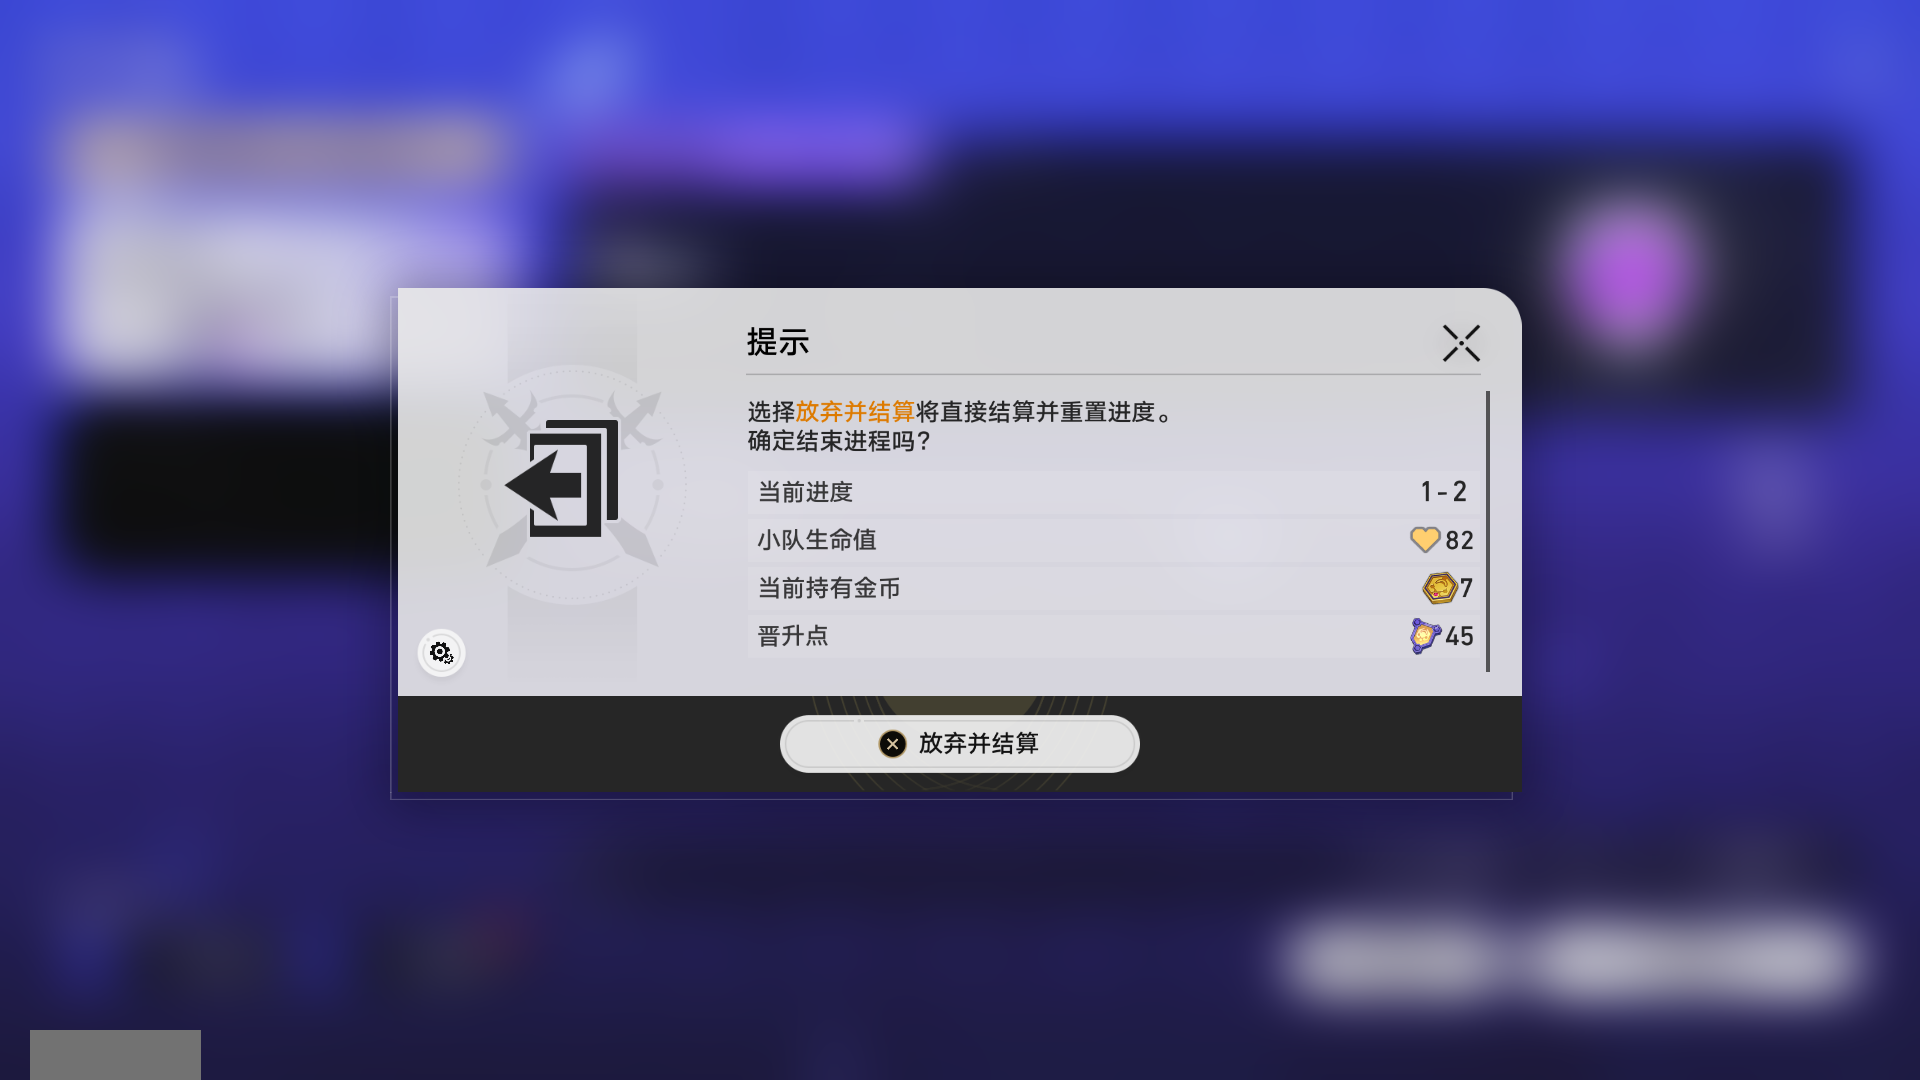 提示
选择放弃并结算将直接结算并重置进度。
确定结束进程吗?
当前进度 1-2
小队生命值 82
当前持有金币 7
晋升点 45
放弃并结算